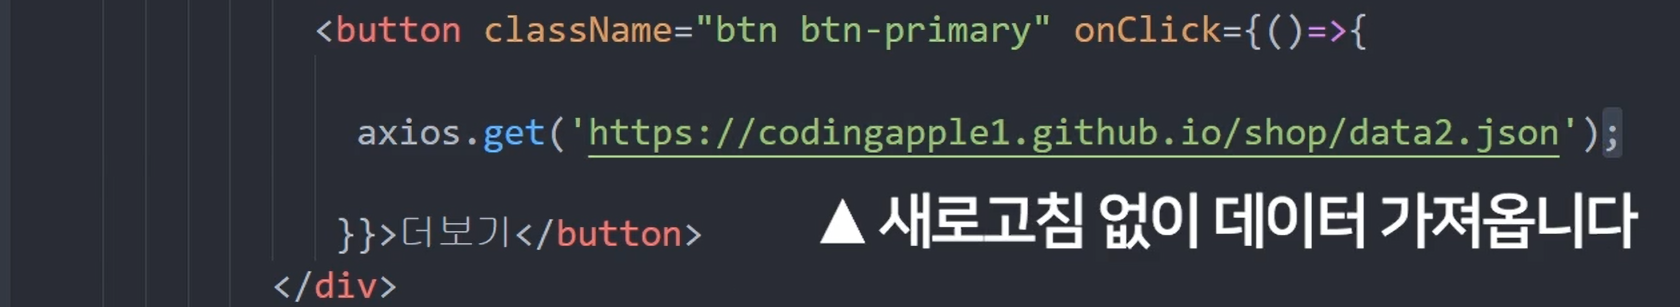 <button className="btn btn-primary" onClick={()=>{
axios.get('https://codingapple1.github.io/shop/data2.json');
}}>더보기</button>
▲ 새로고침 없이 데이터 가져옵니다
</div>